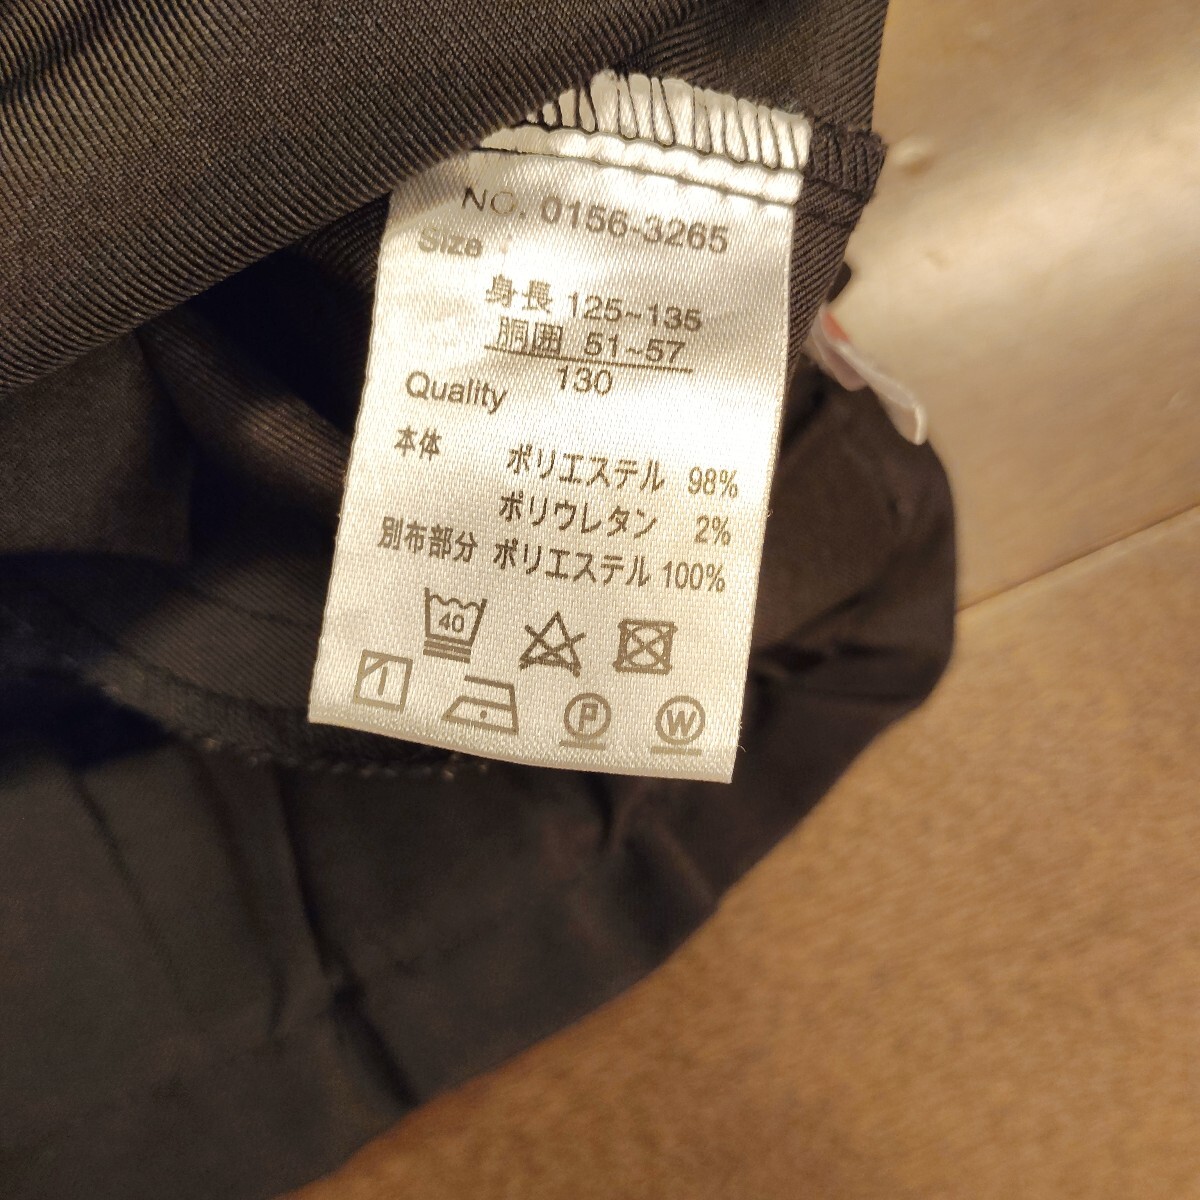 NO. 0156-3265
Size
身長 125~135
胴囲 51~57
130
Quality
本体 ポリエステル 98%
ポリウレタン 2%
別布部分 ポリエステル 100%
40
P W